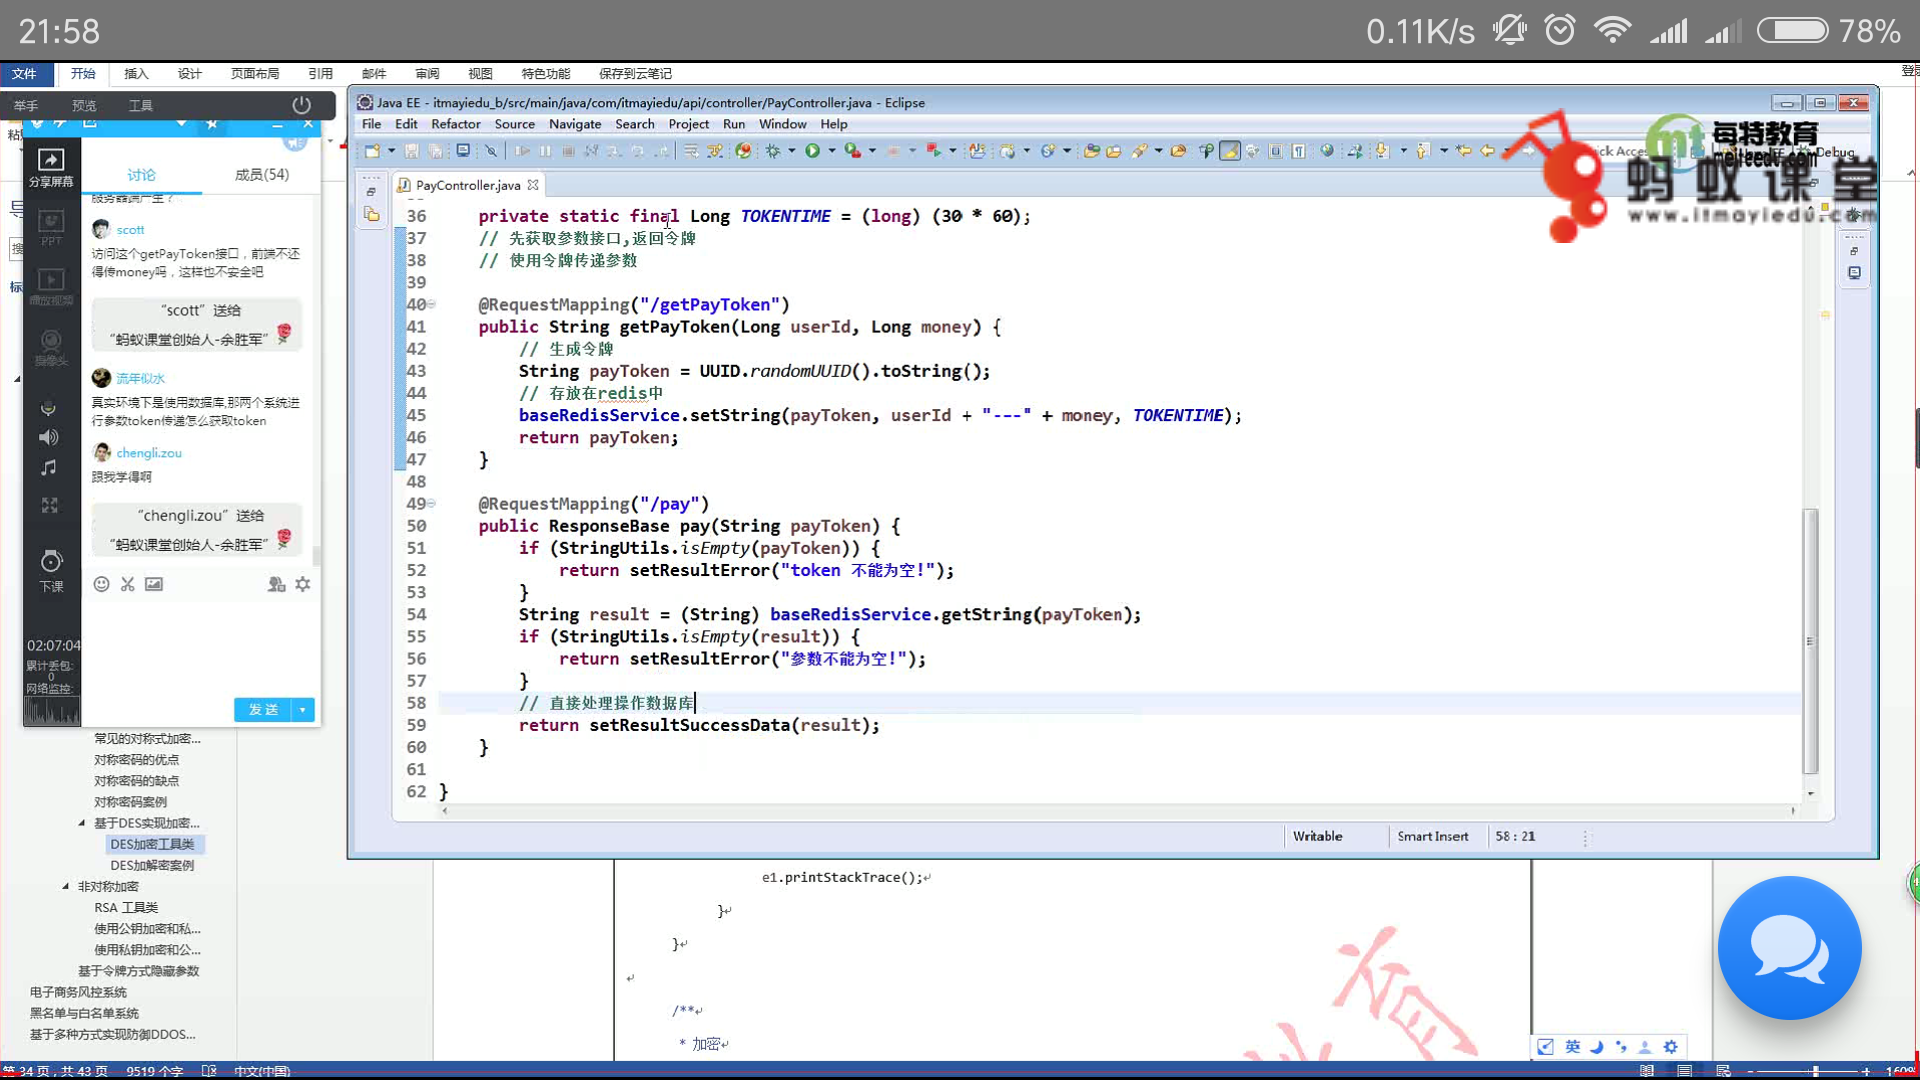 21:58
0.11K/s
78%
文件 开始 插入 设计 页面布局 引用 邮件 审阅 视图 特色功能 保存到云笔记
举手 预览 工具
分享屏幕
PPT
播放视频
摄像头
下课
02:07:04
累计丢包:
0
网络监控:
讨论 成员(54)
服务器端产生?
scott
访问这个getPayToken接口，前端不还
得传money吗，这样也不安全吧
“scott”送给
“蚂蚁课堂创始人-余胜军”
流年似水
真实环境下是使用数据库,那两个系统进
行参数token传递怎么获取token
chengli.zou
跟我学得啊
“chengli.zou”送给
“蚂蚁课堂创始人-余胜军”
发送
常见的对称式加密...
对称密码的优点
对称密码的缺点
对称密码案例
基于DES实现加密...
DES加密工具类
DES加解密案例
非对称加密
RSA 工具类
使用公钥加密和私...
使用私钥加密和公...
基于令牌方式隐藏参数
电子商务风控系统
黑名单与白名单系统
基于多种方式实现防御DDOS...
Java EE - itmayiedu_b/src/main/java/com/itmayiedu/api/controller/PayController.java - Eclipse
File Edit Refactor Source Navigate Search Project Run Window Help
Debug
每特教育
蚂蚁课堂
www.itmayiedu.com
PayController.java
36 private static final Long TOKENTIME = (long) (30 * 60);
37 // 先获取参数接口,返回令牌
38 // 使用令牌传递参数
39
40 @RequestMapping("/getPayToken")
41 public String getPayToken(Long userId, Long money) {
42 // 生成令牌
43 String payToken = UUID.randomUUID().toString();
44 // 存放在redis中
45 baseRedisService.setString(payToken, userId + "---" + money, TOKENTIME);
46 return payToken;
47 }
48
49 @RequestMapping("/pay")
50 public ResponseBase pay(String payToken) {
51 if (StringUtils.isEmpty(payToken)) {
52 return setResultError("token 不能为空!");
53 }
54 String result = (String) baseRedisService.getString(payToken);
55 if (StringUtils.isEmpty(result)) {
56 return setResultError("参数不能为空!");
57 }
58 // 直接处理操作数据库
59 return setResultSuccessData(result);
60 }
61
62 }
Writable Smart Insert 58 : 21
e1.printStackTrace();
}
}
/**
* 加密
英
第 34 页，共 43 页 9519 个字 中文(中国) 160%